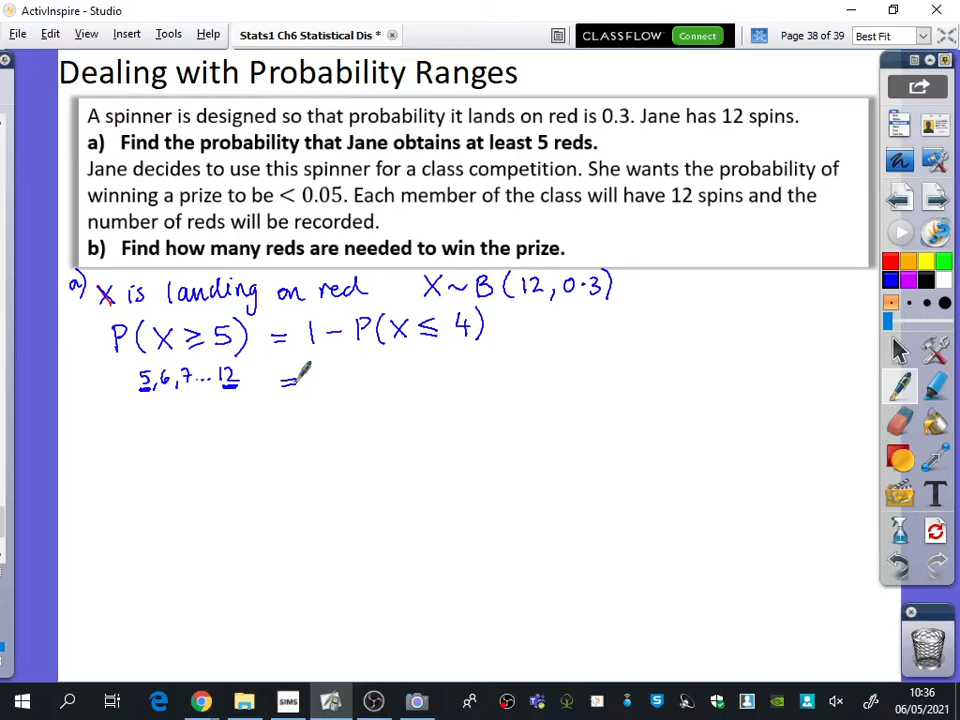 ActivInspire - Studio
File Edit View Insert Tools Help Stats1 Ch6 Statistical Dis * CLASSFLOW Connect Page 38 of 39 Best Fit
Dealing with Probability Ranges
A spinner is designed so that probability it lands on red is 0.3. Jane has 12 spins.
a) Find the probability that Jane obtains at least 5 reds.
Jane decides to use this spinner for a class competition. She wants the probability of
winning a prize to be < 0.05. Each member of the class will have 12 spins and the
number of reds will be recorded.
b) Find how many reds are needed to win the prize.
a) X is landing on red X ~ B (12, 0.3)
P(X ≥ 5) = 1 - P(X ≤ 4)
5, 6, 7... 12 =
SIMS
10:36
06/05/2021